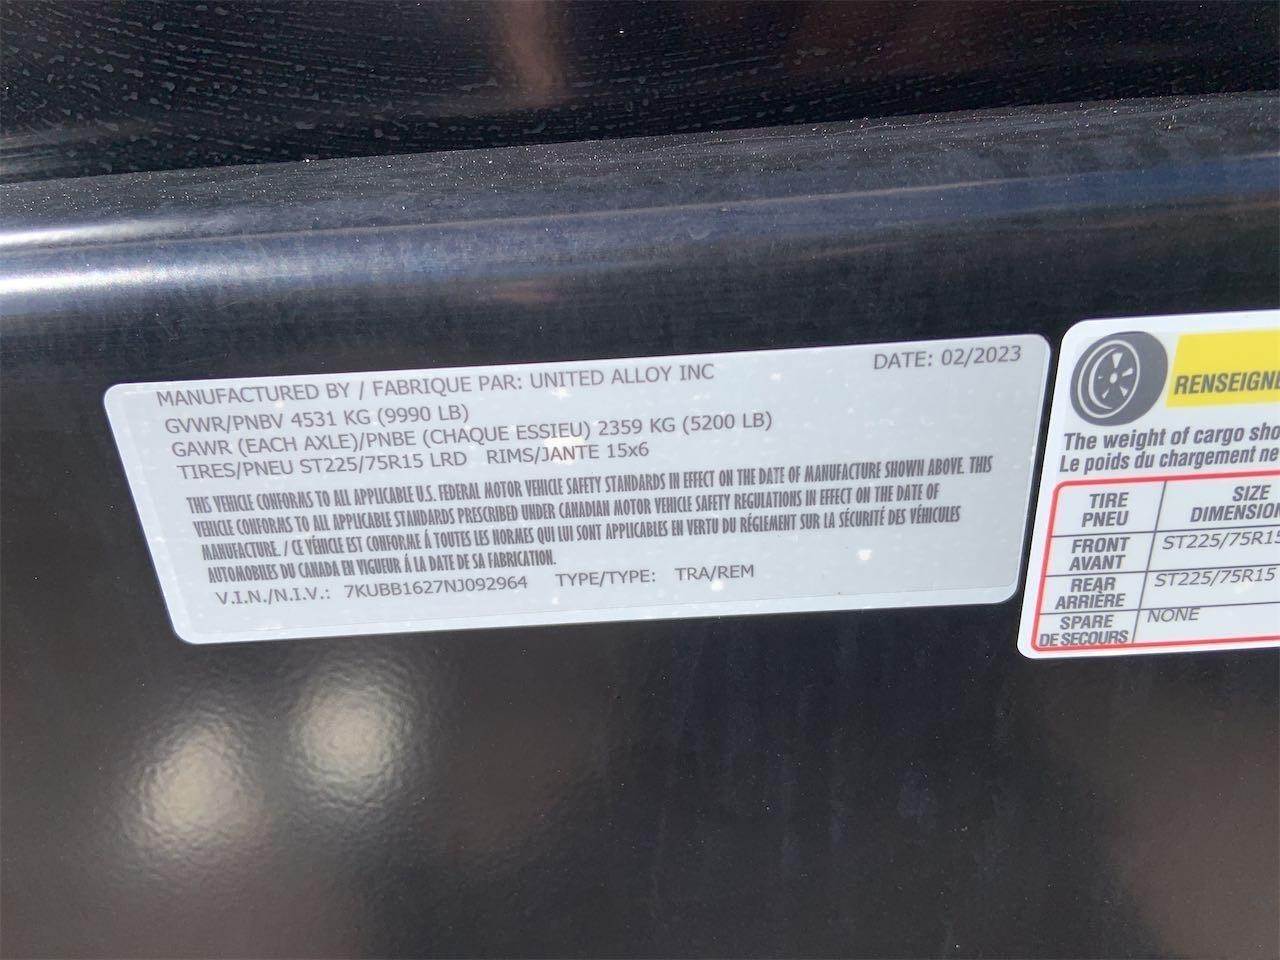 MANUFACTURED BY / FABRIQUE PAR: UNITED ALLOY INC DATE: 02/2023
GVWR/PNBV 4531 KG (9990 LB)
GAWR (EACH AXLE)/PNBE (CHAQUE ESSIEU) 2359 KG (5200 LB)
TIRES/PNEU ST225/75R15 LRD RIMS/JANTE 15x6
THIS VEHICLE CONFORMS TO ALL APPLICABLE U.S. FEDERAL MOTOR VEHICLE SAFETY STANDARDS IN EFFECT ON THE DATE OF MANUFACTURE SHOWN ABOVE. THIS
VEHICLE CONFORMS TO ALL APPLICABLE STANDARDS PRESCRIBED UNDER CANADIAN MOTOR VEHICLE SAFETY REGULATIONS IN EFFECT ON THE DATE OF
MANUFACTURE. / CE VÉHICLE EST CONFORME Á TOUTES LES NORMES QUI LUI SONT APPLICABLES EN VERTU DU RÉGLEMENT SUR LA SÉCURITÉ DES VÉHICULES
AUTOMOBILES DU CANADA EN VIGUEUR Á LA DATE DE SA FABRICATION.
V.I.N./N.I.V.: 7KUBB1627NJ092964 TYPE/TYPE: TRA/REM
RENSEIGNE
The weight of cargo sho
Le poids du chargement ne
TIRE SIZE
PNEU DIMENSION
FRONT ST225/75R15
AVANT
REAR ST225/75R15
ARRIÈRE
SPARE NONE
DE SECOURS